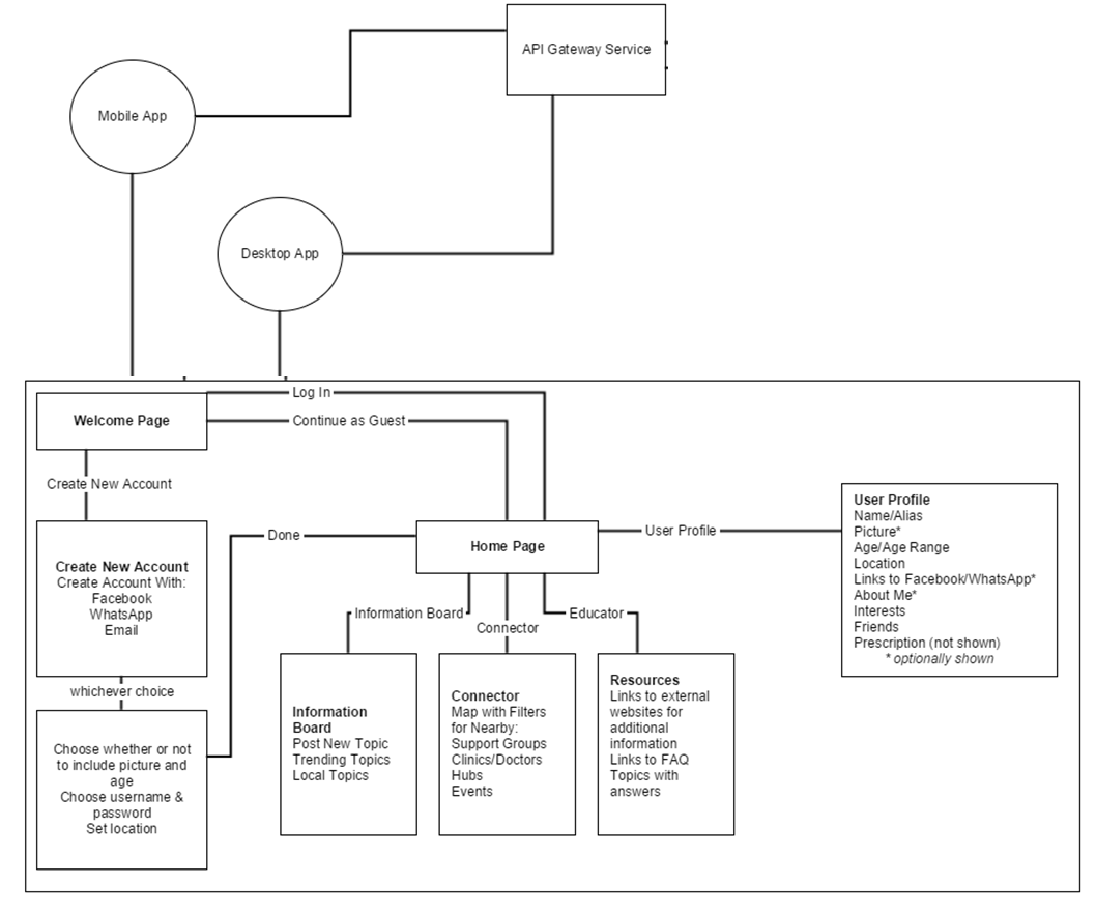 API Gateway Service
Mobile App
Desktop App
Log In
Welcome Page
Continue as Guest
Create New Account
Create New Account
Create Account With:
Facebook
WhatsApp
Email
whichever choice
Choose whether or not
to include picture and
age
Choose username &
password
Set location
Done
Home Page
User Profile
User Profile
Name/Alias
Picture*
Age/Age Range
Location
Links to Facebook/WhatsApp*
About Me*
Interests
Friends
Prescription (not shown)
* optionally shown
Information Board
Connector
Educator
Information
Board
Post New Topic
Trending Topics
Local Topics
Connector
Map with Filters
for Nearby:
Support Groups
Clinics/Doctors
Hubs
Events
Resources
Links to external
websites for
additional
information
Links to FAQ
Topics with
answers